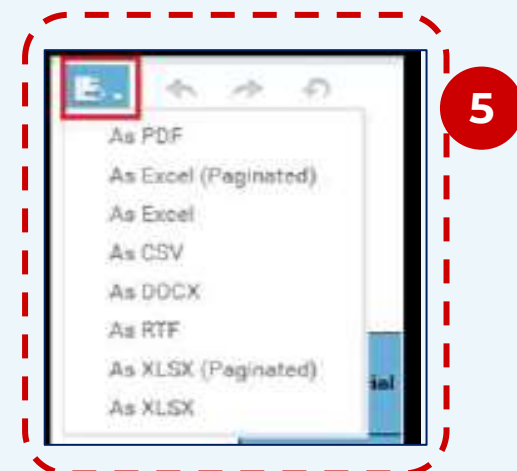 5
As PDF
As Excel (Paginated)
As Excel
As CSV
As DOCX
As RTF
As XLSX (Paginated)
ial
As XLSX